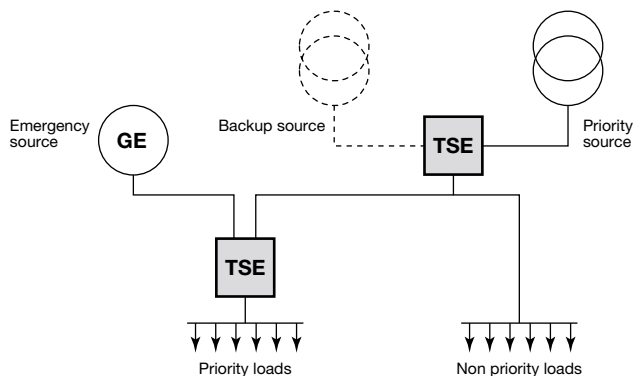 Emergency
source
GE
Backup source
TSE
Priority
source
TSE
Priority loads
Non priority loads